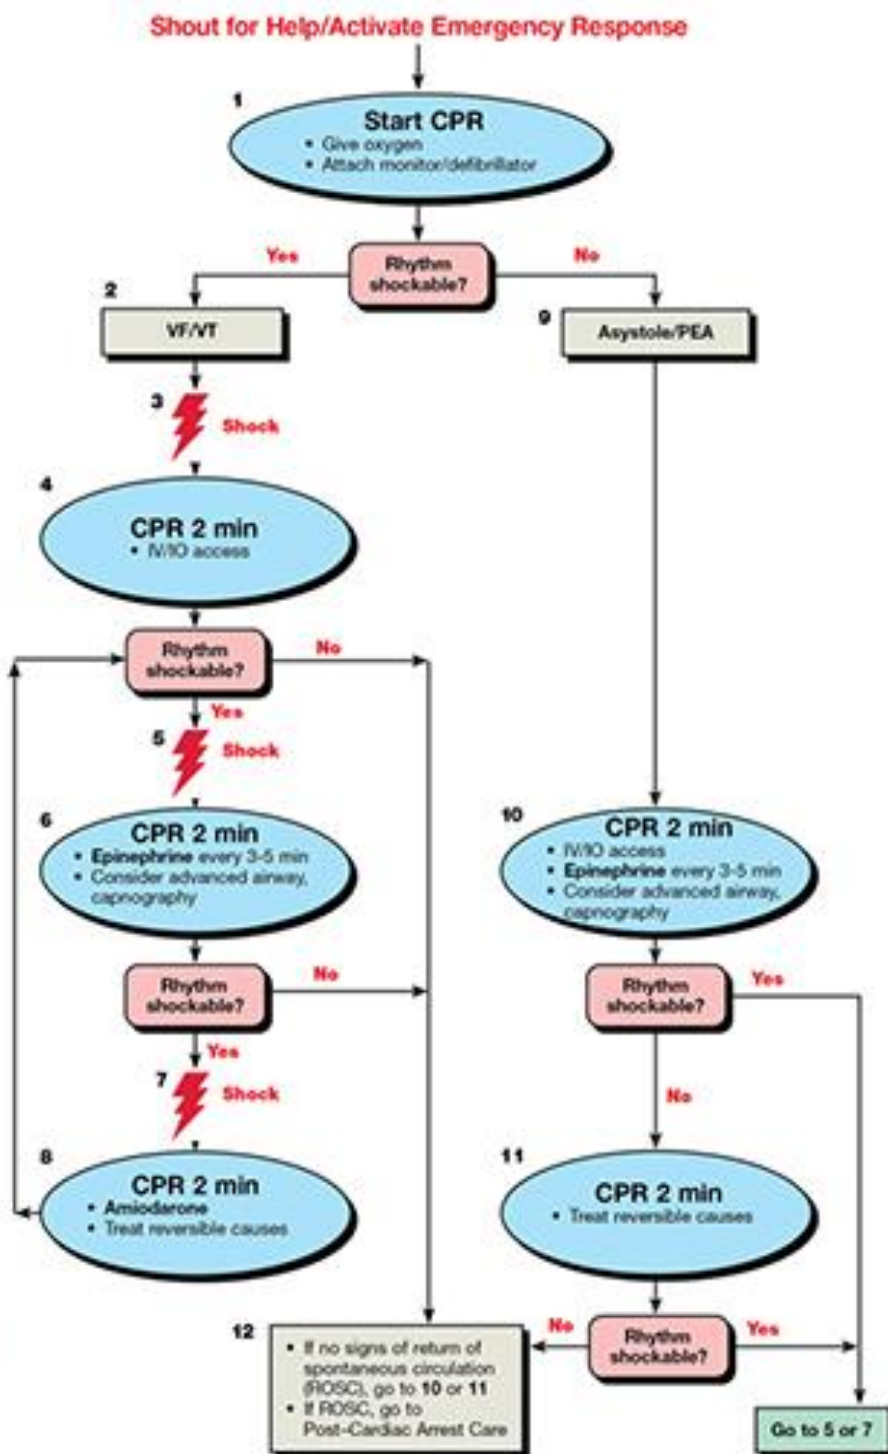 Shout for Help/Activate Emergency Response
1
Start CPR
• Give oxygen
• Attach monitor/defibrillator
Rhythm
shockable?
Yes
No
2
VF/VT
9
Asystole/PEA
3
Shock
4
CPR 2 min
• IV/IO access
Rhythm
shockable?
No
Yes
5
Shock
6
CPR 2 min
• Epinephrine every 3-5 min
• Consider advanced airway,
capnography
Rhythm
shockable?
No
Yes
7
Shock
8
CPR 2 min
• Amiodarone
• Treat reversible causes
10
CPR 2 min
• IV/IO access
• Epinephrine every 3-5 min
• Consider advanced airway,
capnography
Rhythm
shockable?
Yes
No
11
CPR 2 min
• Treat reversible causes
Rhythm
shockable?
No
Yes
12
• If no signs of return of
spontaneous circulation
(ROSC), go to 10 or 11
• If ROSC, go to
Post–Cardiac Arrest Care
Go to 5 or 7